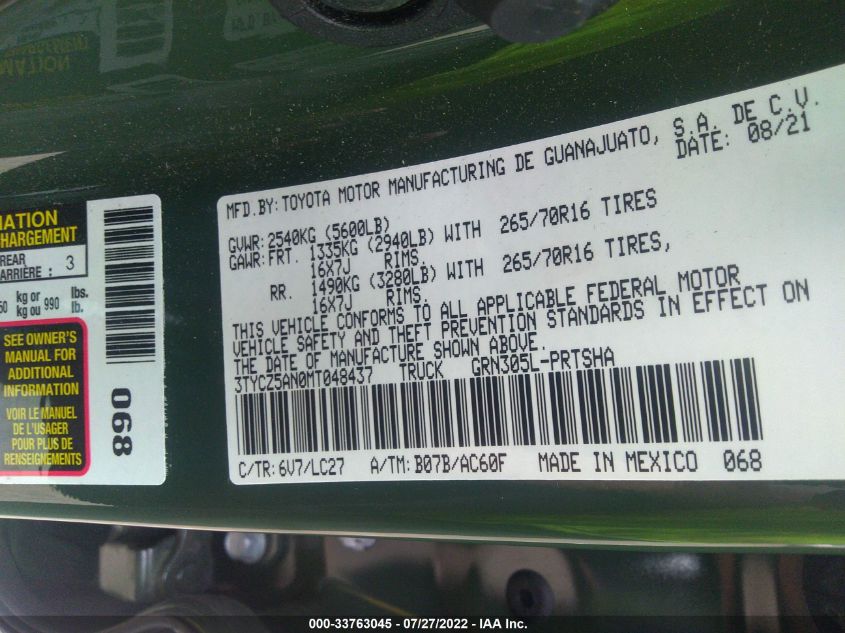 MFD.BY: TOYOTA MOTOR MANUFACTURING DE GUANAJUATO, S.A. DE C.V.
DATE: 08/21
GVWR: 2540KG (5600LB)
GAWR: FRT. 1335KG (2940LB) WITH 265/70R16 TIRES
16X7J RIMS,
RR. 1490KG (3280LB) WITH 265/70R16 TIRES,
16X7J RIMS.
THIS VEHICLE CONFORMS TO ALL APPLICABLE FEDERAL MOTOR
VEHICLE SAFETY AND THEFT PREVENTION STANDARDS IN EFFECT ON
THE DATE OF MANUFACTURE SHOWN ABOVE.
3TYCZ5AN0MT048437 TRUCK GRN305L-PRTSHA
C/TR: 6V7/LC27 A/TM: B07B/AC60F MADE IN MEXICO 068
MATION
HARGEMENT
REAR
ARRIÈRE : 3
kg or 990 lbs.
kg ou lb.
SEE OWNER'S
MANUAL FOR
ADDITIONAL
INFORMATION
VOIR LE MANUEL
DE L'USAGER
POUR PLUS DE
RENSEIGNEMENTS
068
000-33763045 - 07/27/2022 - IAA Inc.